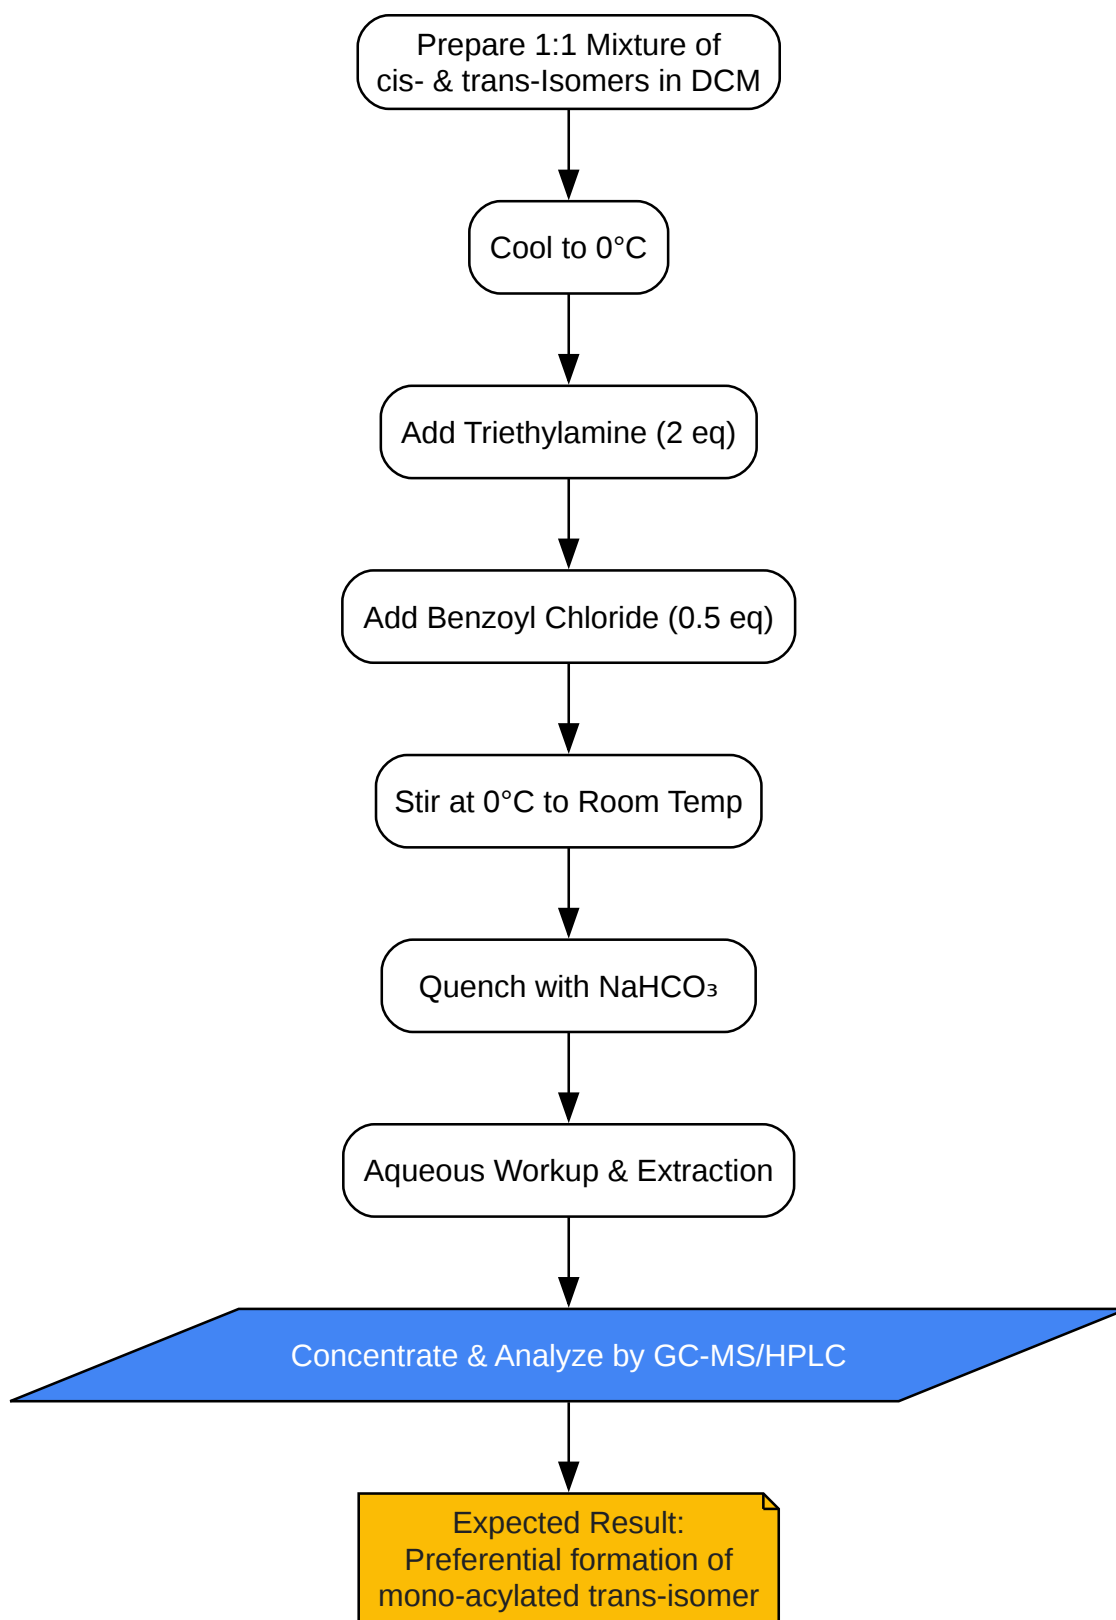 Prepare 1:1 Mixture of
cis- & trans-Isomers in DCM
Cool to 0°C
Add Triethylamine (2 eq)
Add Benzoyl Chloride (0.5 eq)
Stir at 0°C to Room Temp
Quench with NaHCO₃
Aqueous Workup & Extraction
Concentrate & Analyze by GC-MS/HPLC
Expected Result:
Preferential formation of
mono-acylated trans-isomer